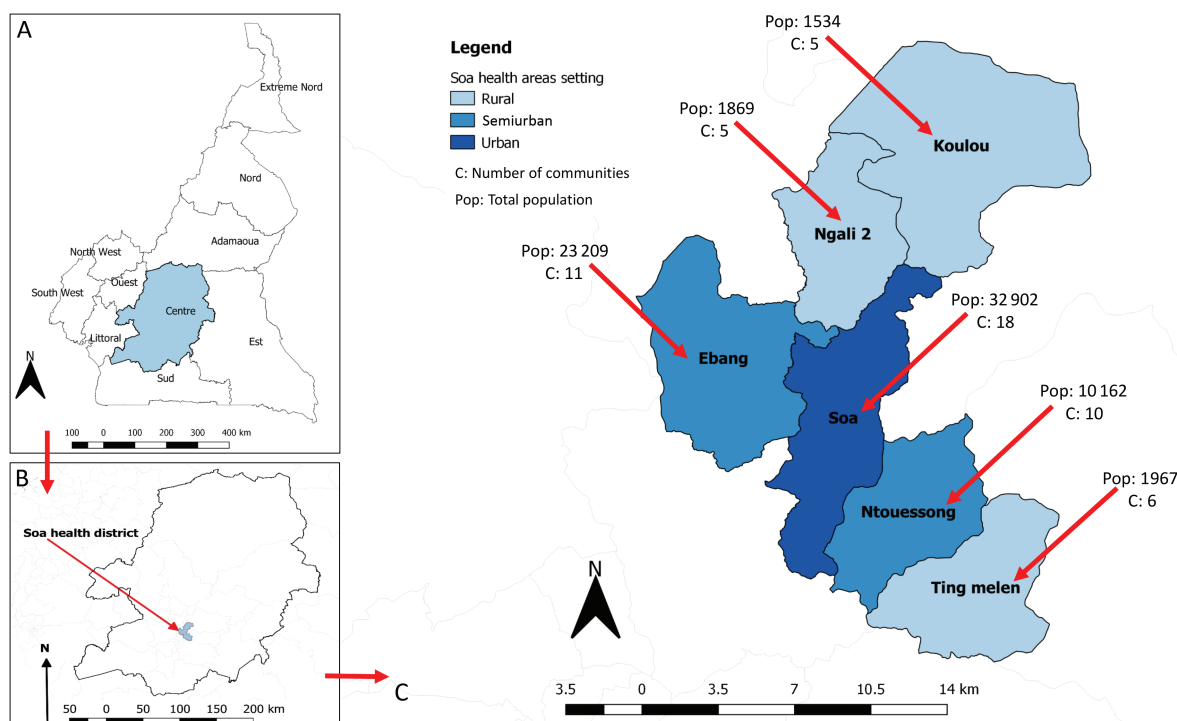 A
Extreme Nord
Nord
Adamaoua
North West
Ouest
South West
Centre
Littoral
Est
Sud
N
100 0 100 200 300 400 km
B
Soa health district
N
50 0 50 100 150 200 km
C
Legend
Soa health areas setting
Rural
Semiurban
Urban
C: Number of communities
Pop: Total population
Pop: 1534
C: 5
Pop: 1869
C: 5
Koulou
Ngali 2
Pop: 23 209
C: 11
Pop: 32 902
C: 18
Ebang
Soa
Pop: 10 162
C: 10
Pop: 1967
C: 6
Ntouessong
Ting melen
N
3.5 0 3.5 7 10.5 14 km